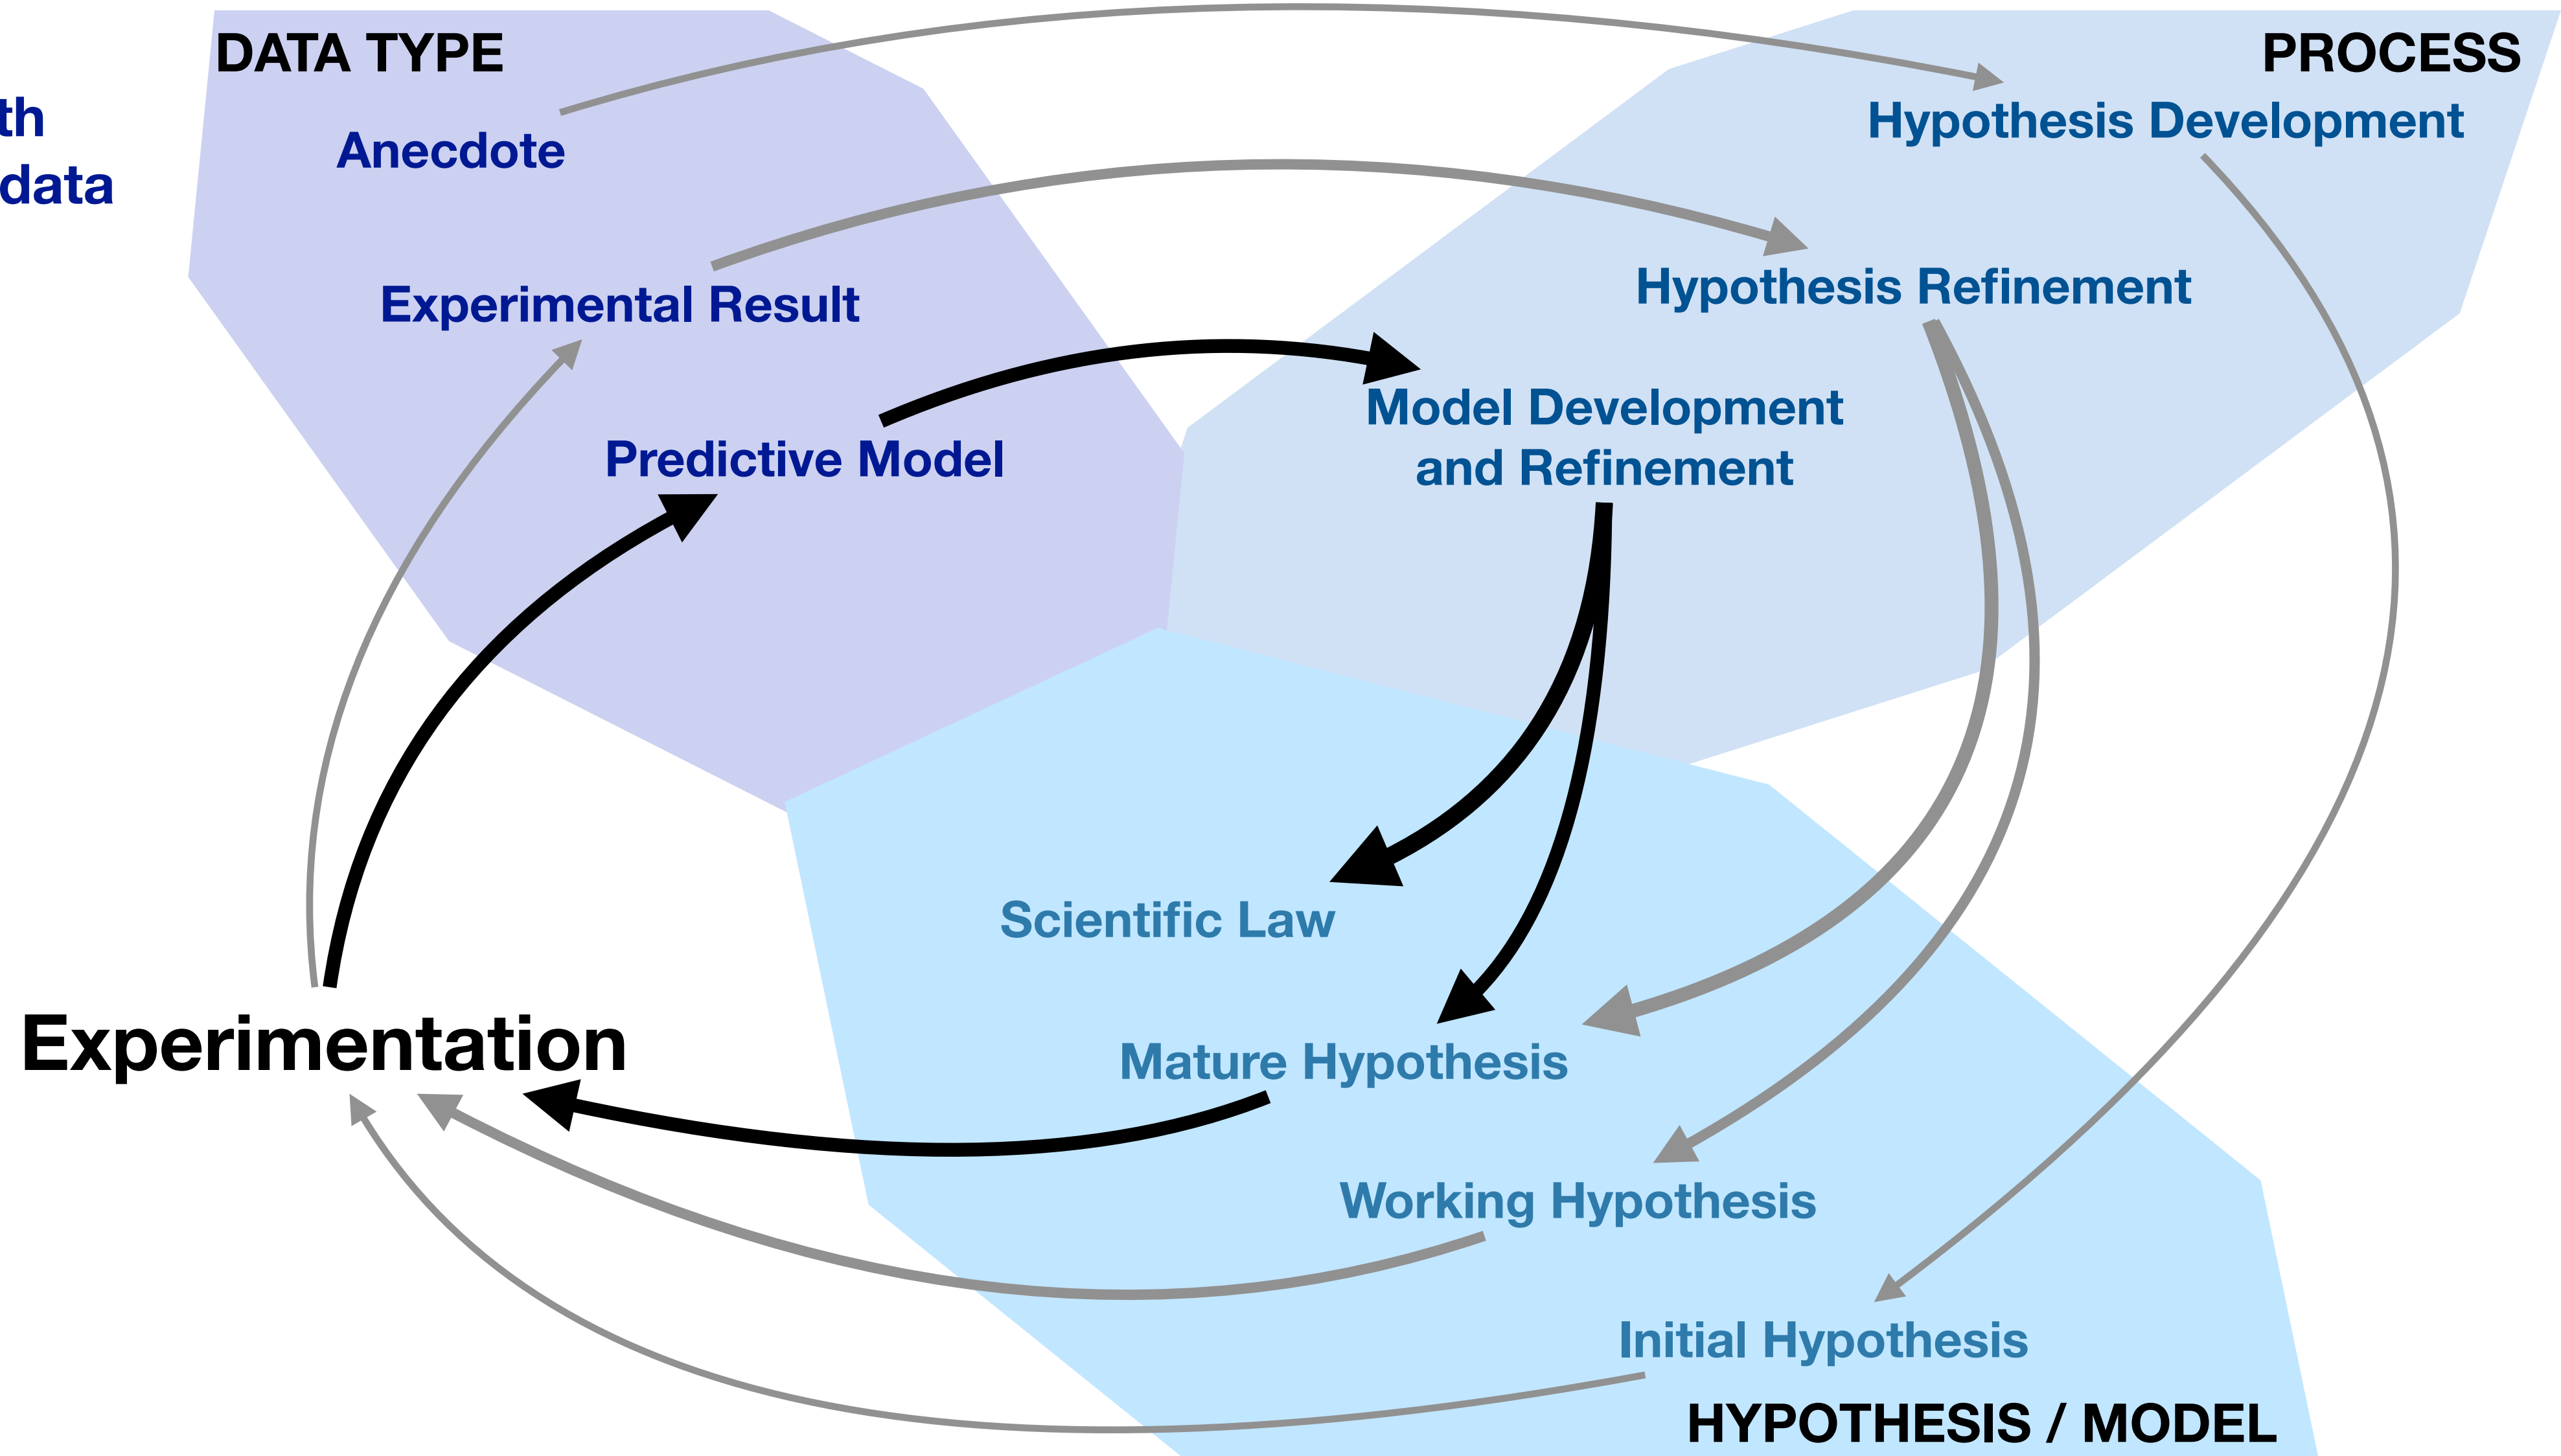 DATA TYPE
PROCESS
th
data
Anecdote
Hypothesis Development
Experimental Result
Hypothesis Refinement
Predictive Model
Model Development
and Refinement
Scientific Law
Experimentation
Mature Hypothesis
Working Hypothesis
Initial Hypothesis
HYPOTHESIS / MODEL